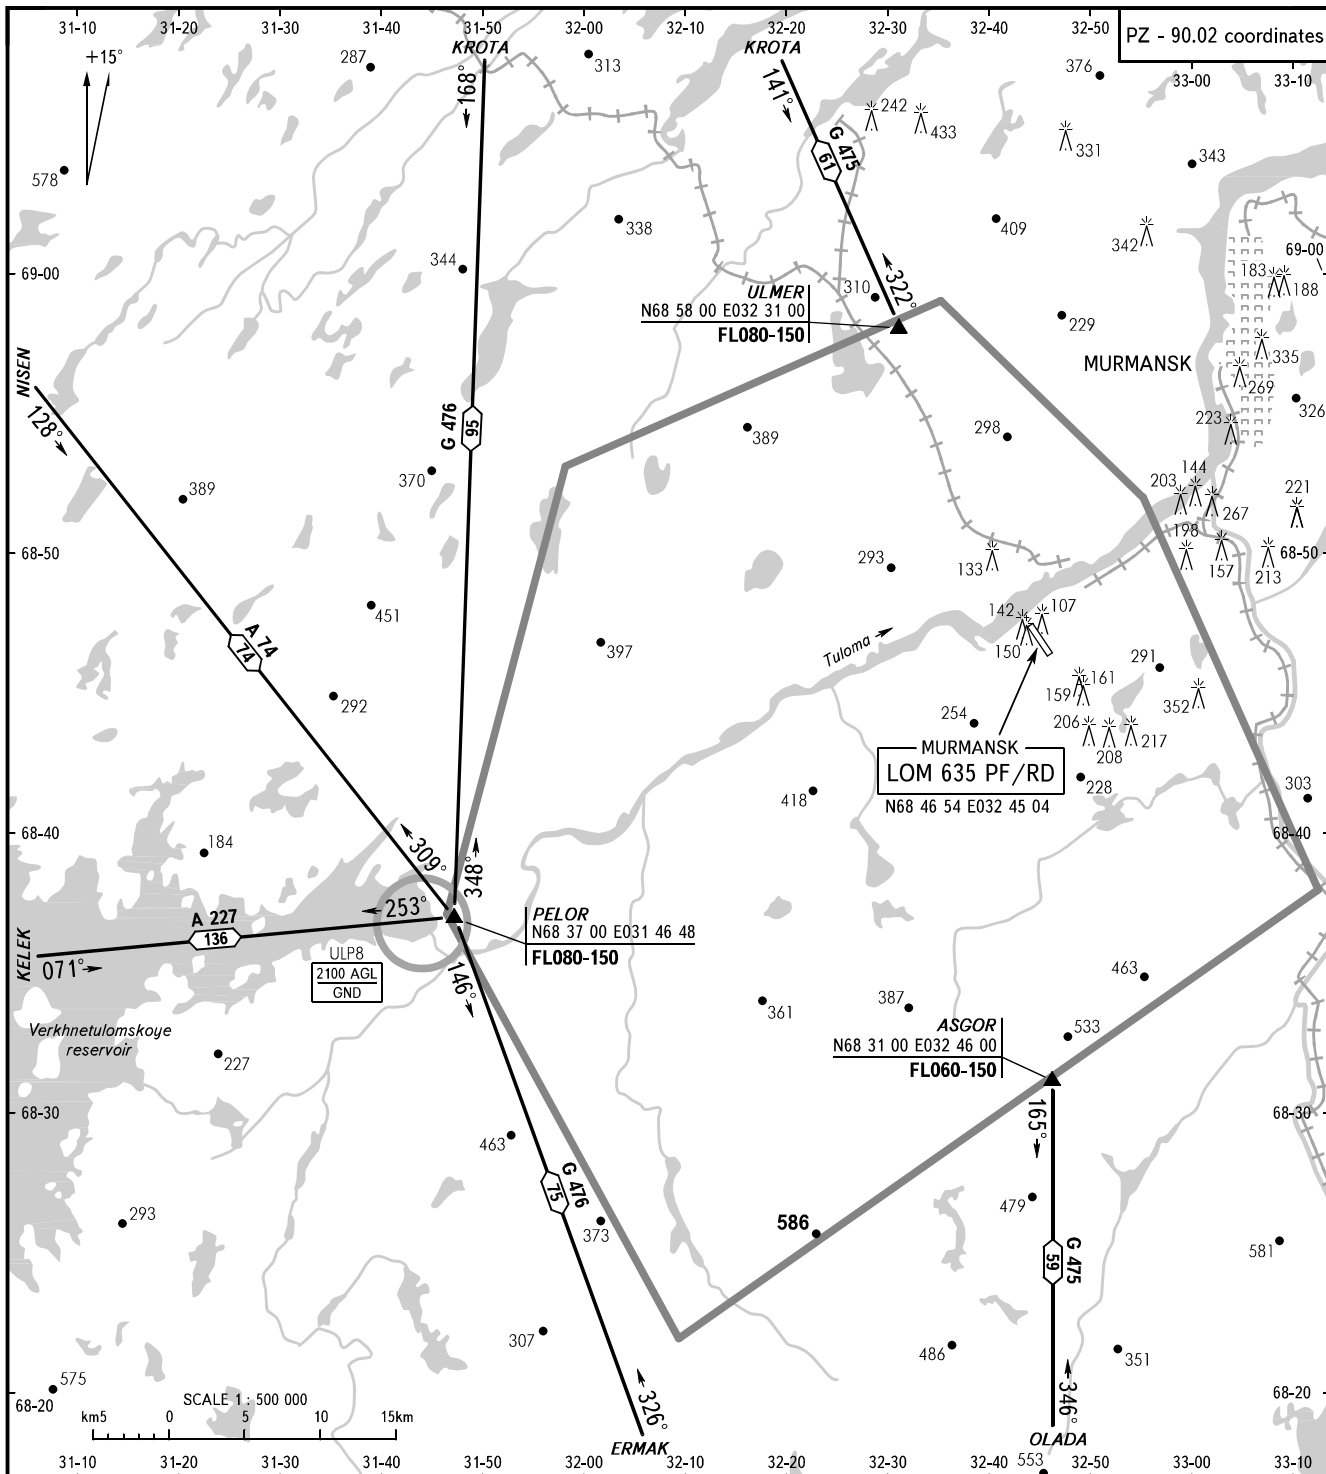 31-10 31-20 31-30 31-40 31-50 32-00 32-10 32-20 32-30 32-40 32-50
PZ - 90.02 coordinates
33-00 33-10
+15°
287
KROTA
313
KROTA
376
168°
141°
242
433
331
343
G 475
61
578
338
409
342
344
69-00
69-00
183
188
310
322°
ULMER
N68 58 00 E032 31 00
FL080-150
229
335
MURMANSK
269
326
NISEN
128°
G 476
95
223
389
298
370
389
144
203
267
221
198
157
213
68-50
68-50
293
133
451
142
107
150
397
Tuloma
A 74
74
291
161
159
352
292
254
206
208
217
MURMANSK
LOM 635 PF/RD
N68 46 54 E032 45 04
228
418
303
68-40
68-40
184
309°
348°
A 227
136
253°
PELOR
N68 37 00 E031 46 48
FL080-150
KELEK
071°
ULP8
2100 AGL
GND
146°
463
361
387
533
Verkhnetulomskoye
reservoir
227
ASGOR
N68 31 00 E032 46 00
FL060-150
68-30
68-30
165°
463
G 476
75
479
293
373
586
581
G 475
59
307
486
351
575
68-20
68-20
SCALE 1 : 500 000
km5 0 5 10 15km
326°
ERMAK
346°
OLADA
553
31-10 31-20 31-30 31-40 31-50 32-00 32-10 32-20 32-30 32-40 32-50 33-00 33-10